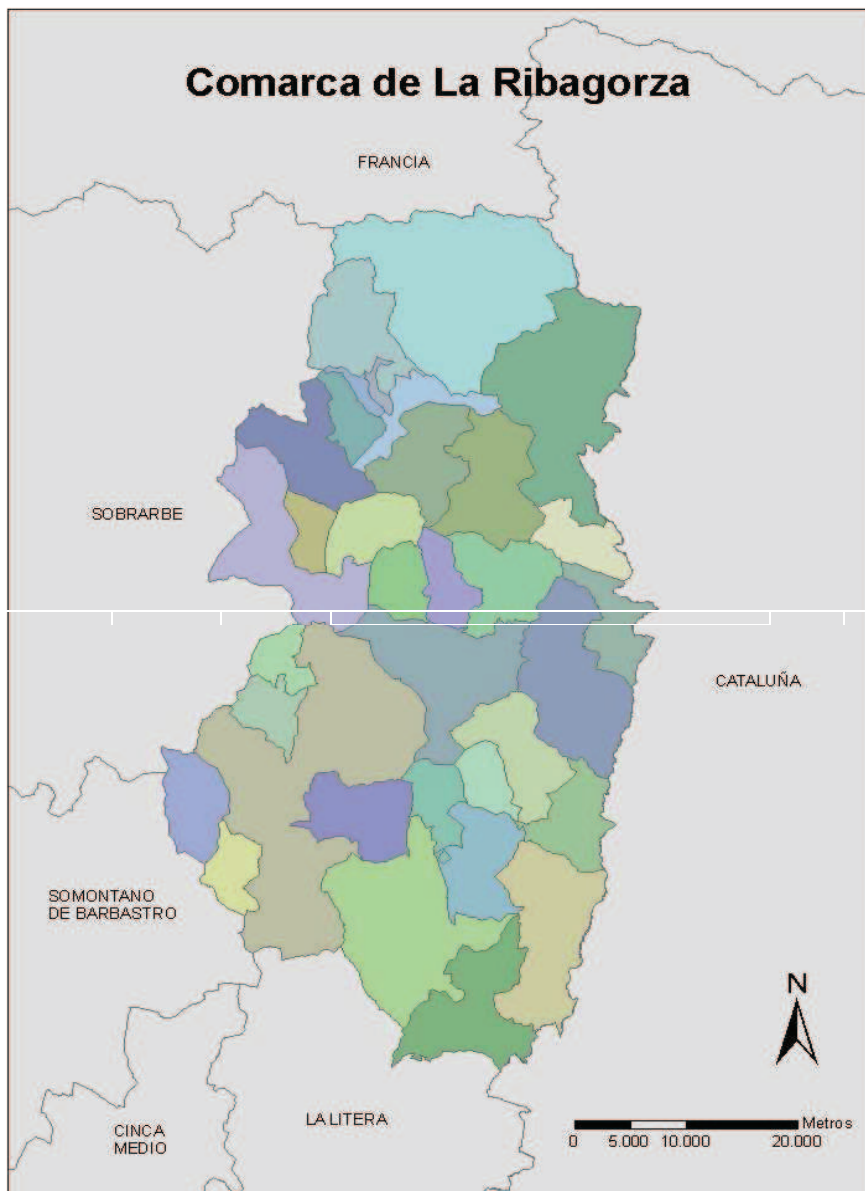 Comarca de La Ribagorza
FRANCIA
SOBRARBE
CATALUÑA
SOMONTANO
DE BARBASTRO
N
LA LITERA
CINCA
MEDIO
Metros
0 5.000 10.000 20.000